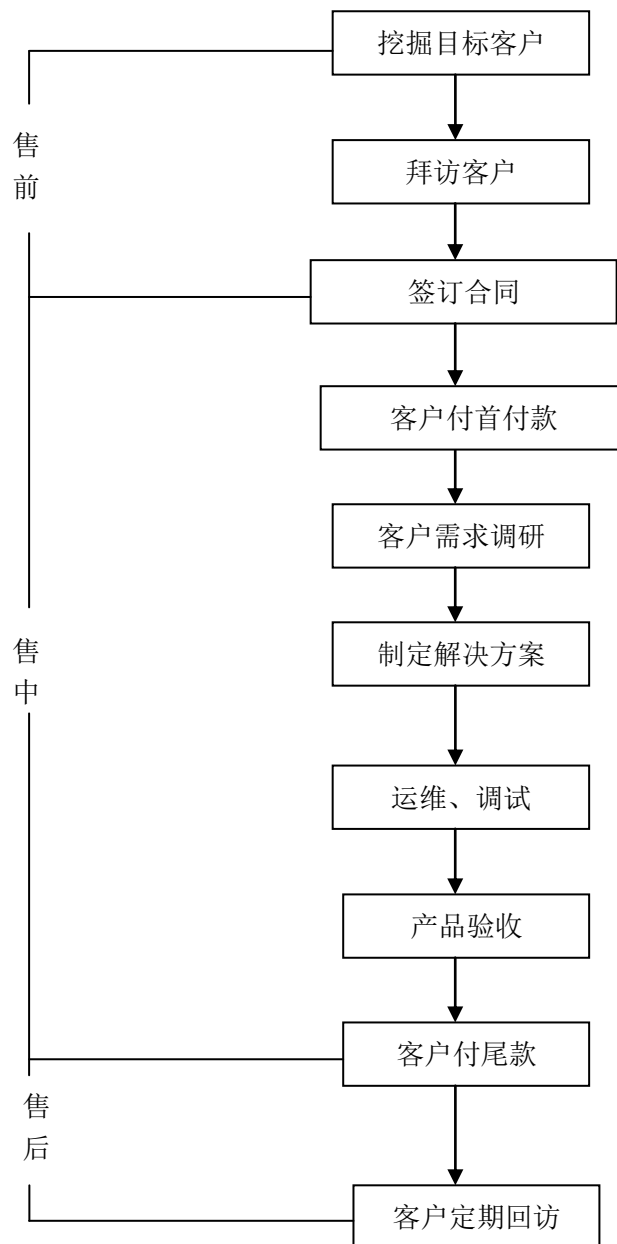 挖掘目标客户
售
前
拜访客户
签订合同
客户付首付款
客户需求调研
售
中
制定解决方案
运维、调试
产品验收
客户付尾款
售
后
客户定期回访